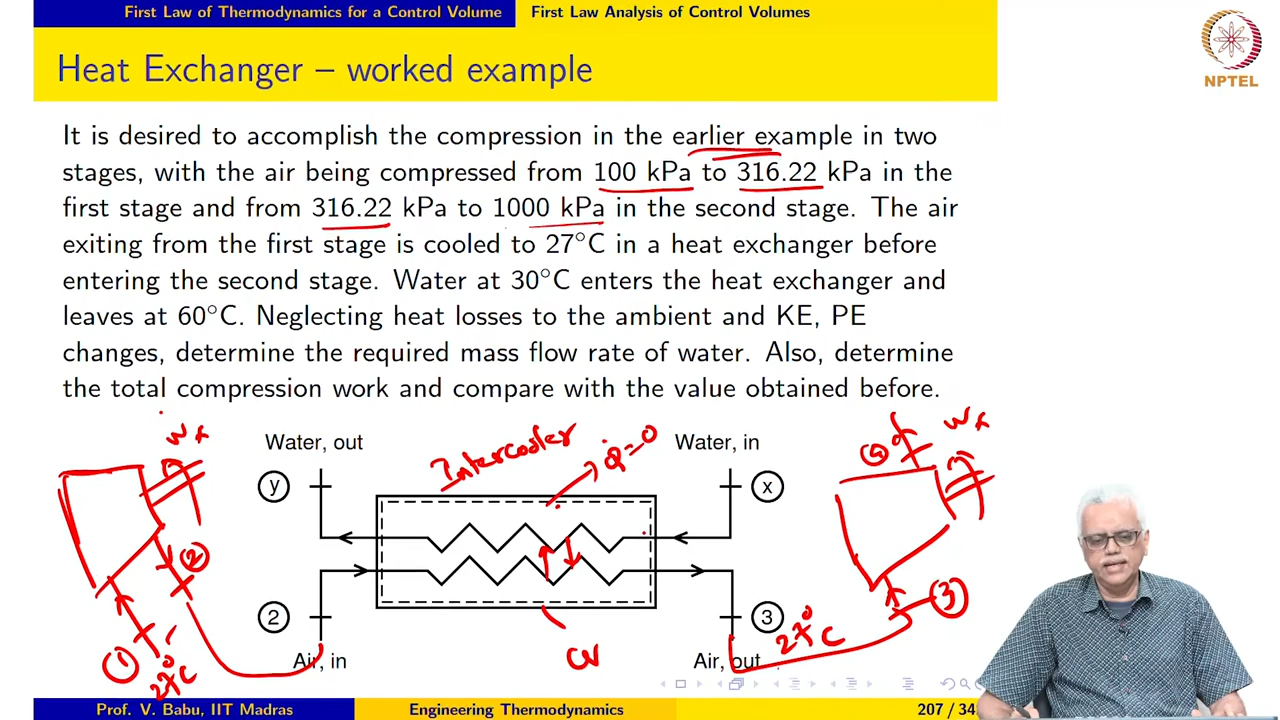 First Law of Thermodynamics for a Control Volume
First Law Analysis of Control Volumes
NPTEL
Heat Exchanger – worked example
It is desired to accomplish the compression in the earlier example in two
stages, with the air being compressed from 100 kPa to 316.22 kPa in the
first stage and from 316.22 kPa to 1000 kPa in the second stage. The air
exiting from the first stage is cooled to 27°C in a heat exchanger before
entering the second stage. Water at 30°C enters the heat exchanger and
leaves at 60°C. Neglecting heat losses to the ambient and KE, PE
changes, determine the required mass flow rate of water. Also, determine
the total compression work and compare with the value obtained before.
Water, out
Intercooler
Q̇=0
Water, in
y
x
2
3
2
3
1
27°C
Air, in
CV
Air, out
27°C
Prof. V. Babu, IIT Madras
Engineering Thermodynamics
207 / 34